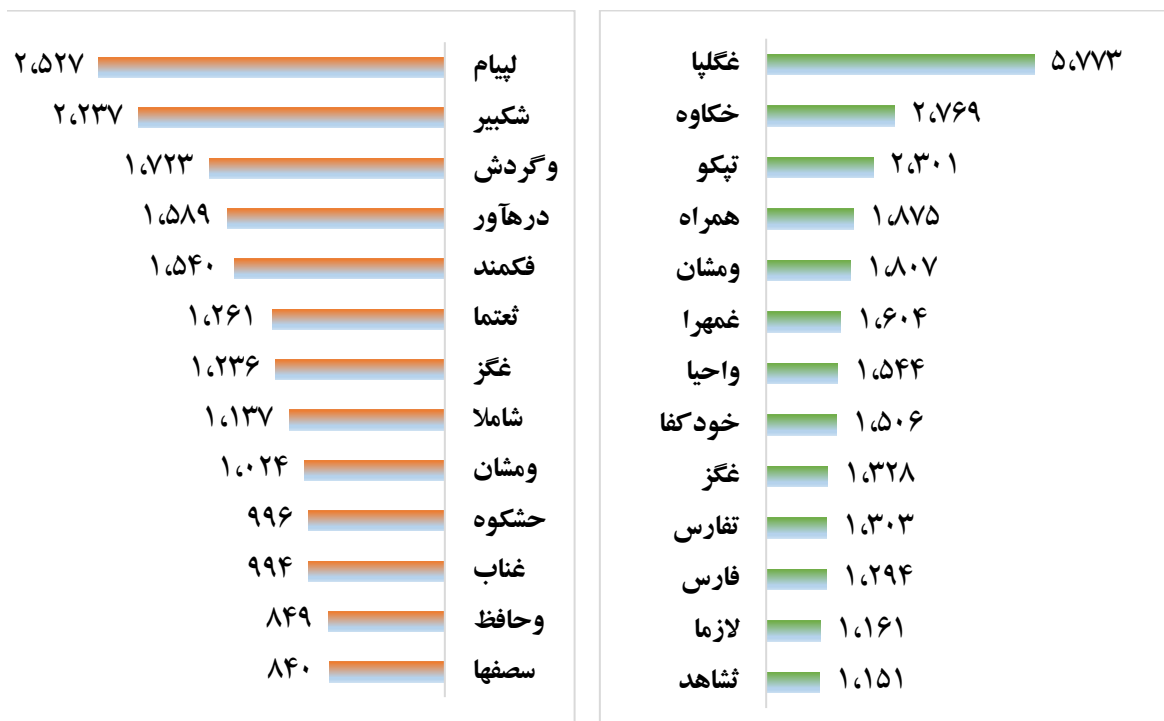 غگلپا ۵،۷۷۳
خکاوه ۲،۷۶۹
تپکو ۲،۳۰۱
همراه ۱،۸۷۵
ومشان ۱،۸۰۷
غمهرا ۱،۶۰۴
واحیا ۱،۵۴۴
خودکفا ۱،۵۰۶
غگز ۱،۳۲۸
تفارس ۱،۳۰۳
فارس ۱،۲۹۴
لازما ۱،۱۶۱
ثشاهد ۱،۱۵۱
لپیام ۲،۵۲۷
شکبیر ۲،۲۳۷
وگردش ۱،۷۲۳
درهآور ۱،۵۸۹
فکمند ۱،۵۴۰
ثعتما ۱،۲۶۱
غگز ۱،۲۳۶
شاملا ۱،۱۳۷
ومشان ۱،۰۲۴
حشکوه ۹۹۶
غناب ۹۹۴
وحافظ ۸۴۹
سصفها ۸۴۰